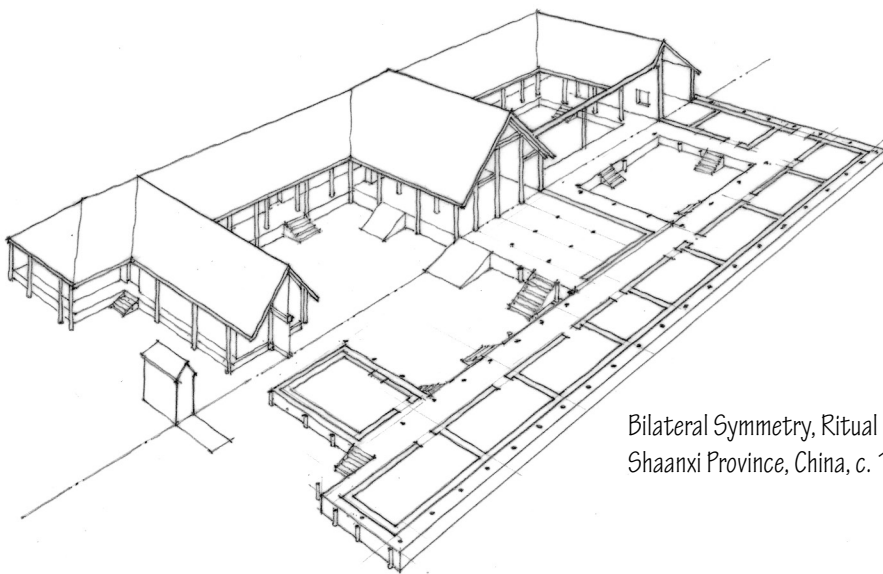 Bilateral Symmetry, Ritual
Shaanxi Province, China, c.